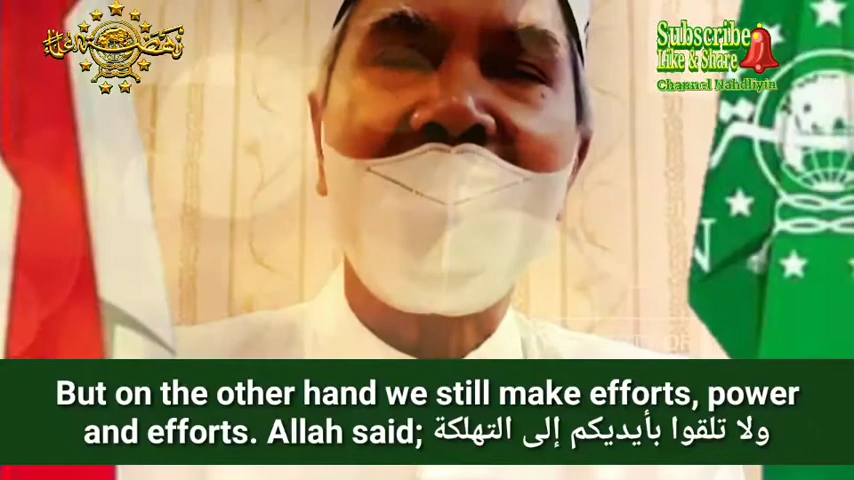 نهضة
Subscribe
Like & Share
Channel Nahdliyin
N
But on the other hand we still make efforts, power
and efforts. Allah said; ولا تلقوا بأيديكم إلى التهلكة